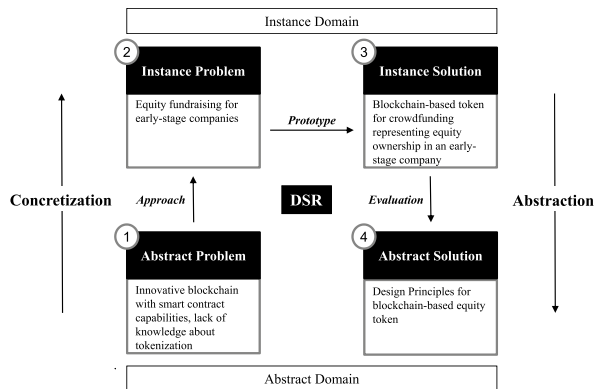 Instance Domain
2
Instance Problem
Equity fundraising for
early-stage companies
Prototype
3
Instance Solution
Blockchain-based token
for crowdfunding
representing equity
ownership in an early-
stage company
Concretization
Approach
DSR
Evaluation
Abstraction
1
Abstract Problem
Innovative blockchain
with smart contract
capabilities, lack of
knowledge about
tokenization
4
Abstract Solution
Design Principles for
blockchain-based equity
token
Abstract Domain